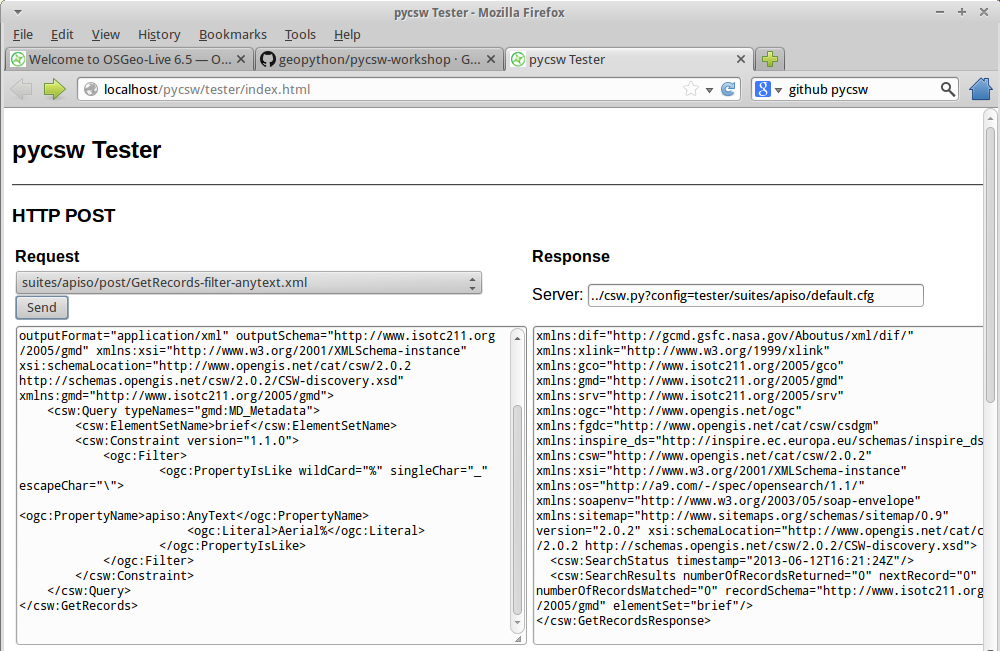 pycsw Tester - Mozilla Firefox
File Edit View History Bookmarks Tools Help
Welcome to OSGeo-Live 6.5 — O... geopython/pycsw-workshop · G... pycsw Tester
localhost/pycsw/tester/index.html 8 github pycsw
pycsw Tester
HTTP POST
Request
suites/apiso/post/GetRecords-filter-anytext.xml
Send
outputFormat="application/xml" outputSchema="http://www.isotc211.org
/2005/gmd" xmlns:xsi="http://www.w3.org/2001/XMLSchema-instance"
xsi:schemaLocation="http://www.opengis.net/cat/csw/2.0.2
http://schemas.opengis.net/csw/2.0.2/CSW-discovery.xsd"
xmlns:gmd="http://www.isotc211.org/2005/gmd">
<csw:Query typeNames="gmd:MD_Metadata">
<csw:ElementSetName>brief</csw:ElementSetName>
<csw:Constraint version="1.1.0">
<ogc:Filter>
<ogc:PropertyIsLike wildCard="%" singleChar="_"
escapeChar="\">
<ogc:PropertyName>apiso:AnyText</ogc:PropertyName>
<ogc:Literal>Aerial%</ogc:Literal>
</ogc:PropertyIsLike>
</ogc:Filter>
</csw:Constraint>
</csw:Query>
</csw:GetRecords>
Response
Server: ../csw.py?config=tester/suites/apiso/default.cfg
xmlns:dif="http://gcmd.gsfc.nasa.gov/Aboutus/xml/dif/"
xmlns:xlink="http://www.w3.org/1999/xlink"
xmlns:gco="http://www.isotc211.org/2005/gco"
xmlns:gmd="http://www.isotc211.org/2005/gmd"
xmlns:srv="http://www.isotc211.org/2005/srv"
xmlns:ogc="http://www.opengis.net/ogc"
xmlns:fgdc="http://www.opengis.net/cat/csw/csdgm"
xmlns:inspire_ds="http://inspire.ec.europa.eu/schemas/inspire_ds
xmlns:csw="http://www.opengis.net/cat/csw/2.0.2"
xmlns:xsi="http://www.w3.org/2001/XMLSchema-instance"
xmlns:os="http://a9.com/-/spec/opensearch/1.1/"
xmlns:soapenv="http://www.w3.org/2003/05/soap-envelope"
xmlns:sitemap="http://www.sitemaps.org/schemas/sitemap/0.9"
version="2.0.2" xsi:schemaLocation="http://www.opengis.net/cat/c
/2.0.2 http://schemas.opengis.net/csw/2.0.2/CSW-discovery.xsd">
<csw:SearchStatus timestamp="2013-06-12T16:21:24Z"/>
<csw:SearchResults numberOfRecordsReturned="0" nextRecord="0"
numberOfRecordsMatched="0" recordSchema="http://www.isotc211.org
/2005/gmd" elementSet="brief"/>
</csw:GetRecordsResponse>